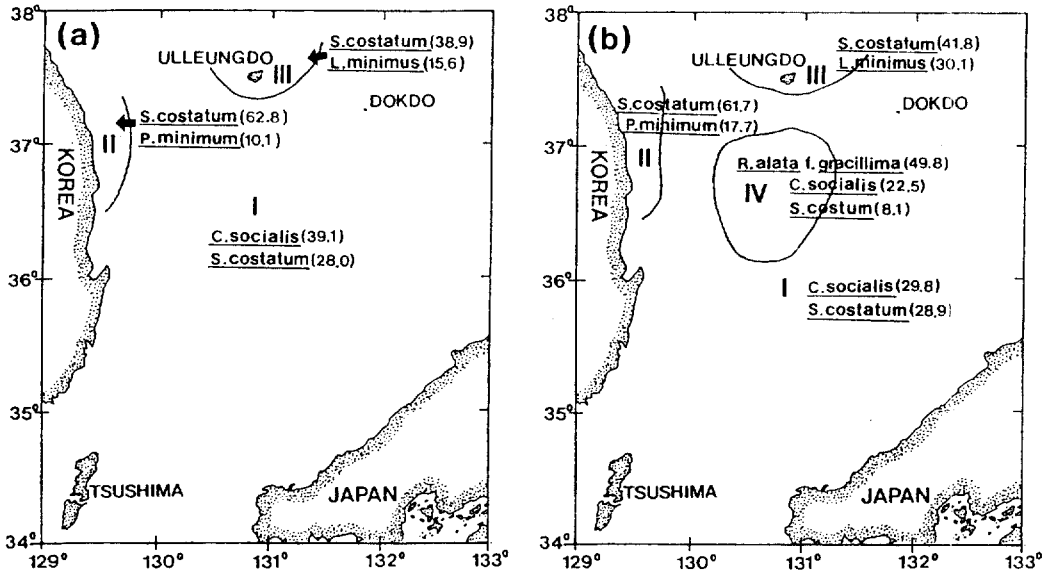 (a)
38°
37°
36°
35°
34°
129°
130°
131°
132°
133°
ULLEUNGDO
III
S.costatum(38.9)
L.minimus(15.6)
DOKDO
S.costatum(62.8)
P.minimum(10.1)
II
KOREA
I
C.socialis(39.1)
S.costatum(28.0)
TSUSHIMA
JAPAN
(b)
38°
37°
36°
35°
34°
129°
130°
131°
132°
133°
ULLEUNGDO
III
S.costatum(41.8)
L.minimus(30.1)
DOKDO
S.costatum(61.7)
P.minimum(17.7)
II
KOREA
R.alata f. gracillima(49.8)
IV
C.socialis(22.5)
S.costum(8.1)
I
C.socialis(29.8)
S.costatum(28.9)
TSUSHIMA
JAPAN